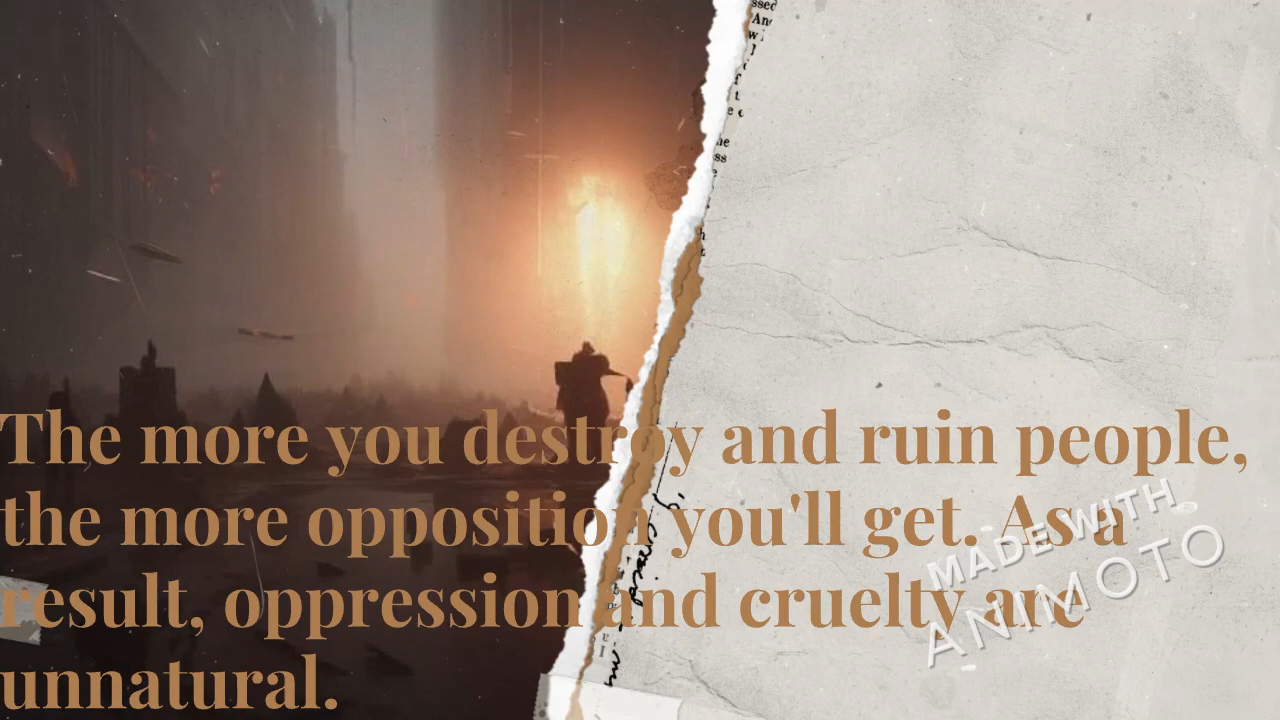 The more you destroy and ruin people,
the more opposition you'll get. As a
result, oppression and cruelty are
unnatural.
MADE WITH
ANIMOTO